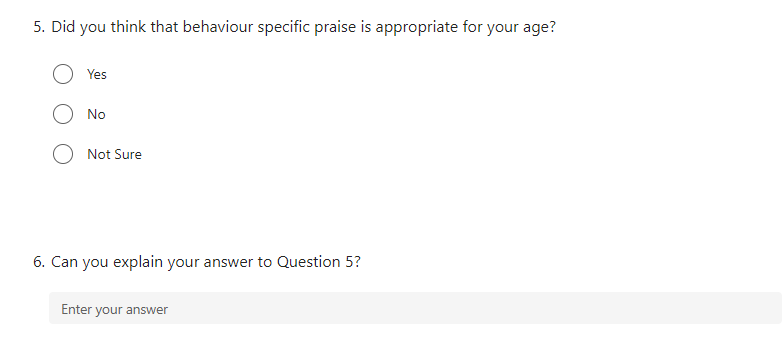 5. Did you think that behaviour specific praise is appropriate for your age?
Yes
No
Not Sure
6. Can you explain your answer to Question 5?
Enter your answer